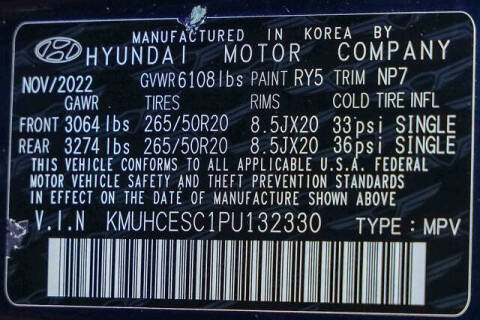 MANUFACTURED IN KOREA BY
HYUNDAI MOTOR COMPANY
NOV/2022 GVWR 6108 lbs PAINT RY5 TRIM NP7
GAWR TIRES RIMS COLD TIRE INFL
FRONT 3064 lbs 265/50R20 8.5JX20 33psi SINGLE
REAR 3274 lbs 265/50R20 8.5JX20 36psi SINGLE
THIS VEHICLE CONFORMS TO ALL APPLICABLE U.S.A. FEDERAL
MOTOR VEHICLE SAFETY AND THEFT PREVENTION STANDARDS
IN EFFECT ON THE DATE OF MANUFACTURE SHOWN ABOVE
V.I.N KMUHCESC1PU132330 TYPE : MPV